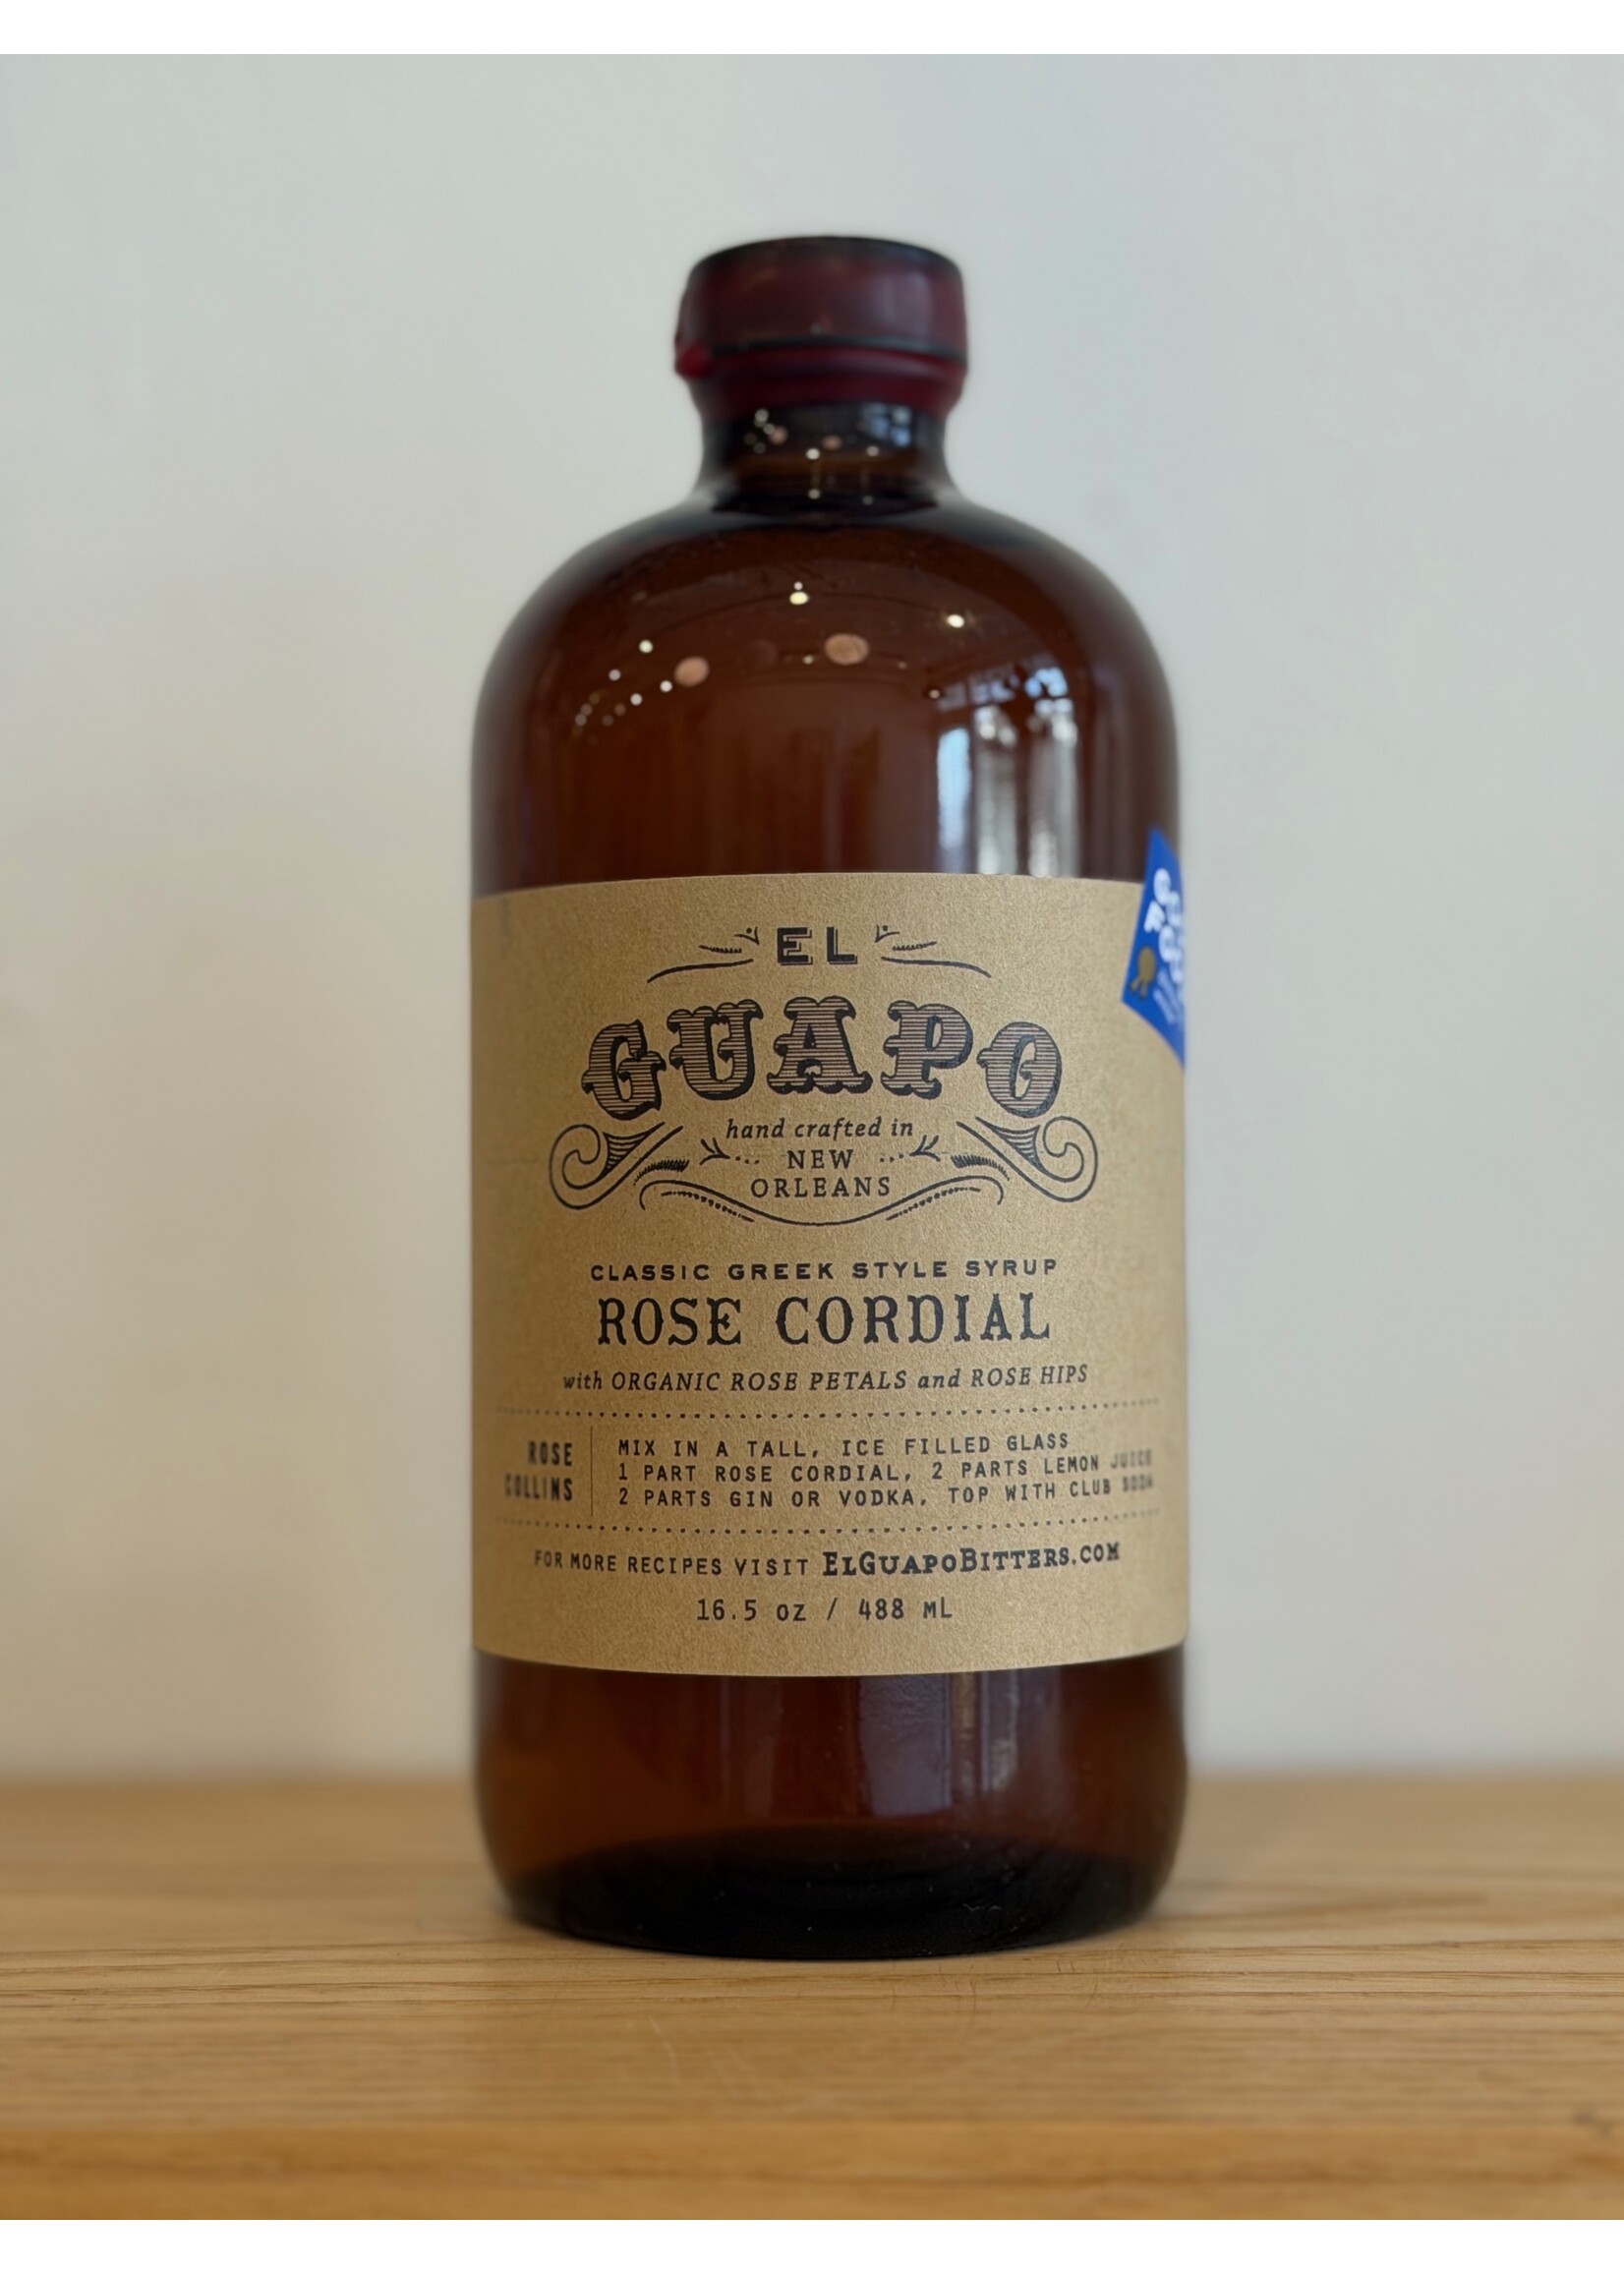 EL
GUAPO
hand crafted in
NEW
ORLEANS
CLASSIC GREEK STYLE SYRUP
ROSE CORDIAL
with ORGANIC ROSE PETALS and ROSE HIPS
ROSE
COLLINS
MIX IN A TALL, ICE FILLED GLASS
1 PART ROSE CORDIAL, 2 PARTS LEMON JUICE
2 PARTS GIN OR VODKA, TOP WITH CLUB SODA
FOR MORE RECIPES VISIT ELGUAPOBITTERS.COM
16.5 oz / 488 mL